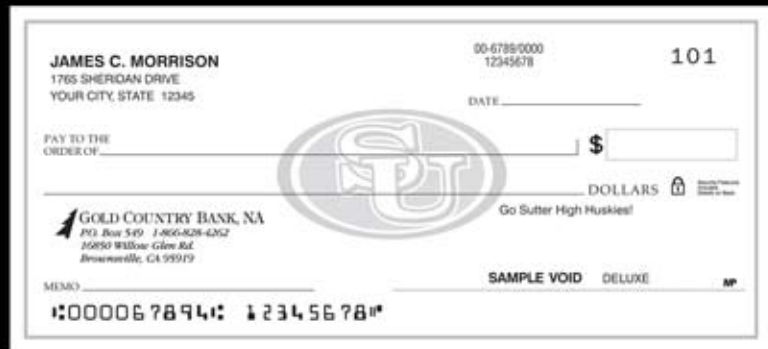 JAMES C. MORRISON
1765 SHERIDAN DRIVE
YOUR CITY, STATE 12345
00-6789/0000
12345678
101
DATE
PAY TO THE
ORDER OF
$
SU
DOLLARS
Go Sutter High Huskies!
GOLD COUNTRY BANK, NA
P.O. Box 549 1-866-828-4262
16850 Willow Glen Rd.
Brownsville, CA 95919
MEMO
SAMPLE VOID DELUXE
MP
⑆000067894⑆ 12345678⑈